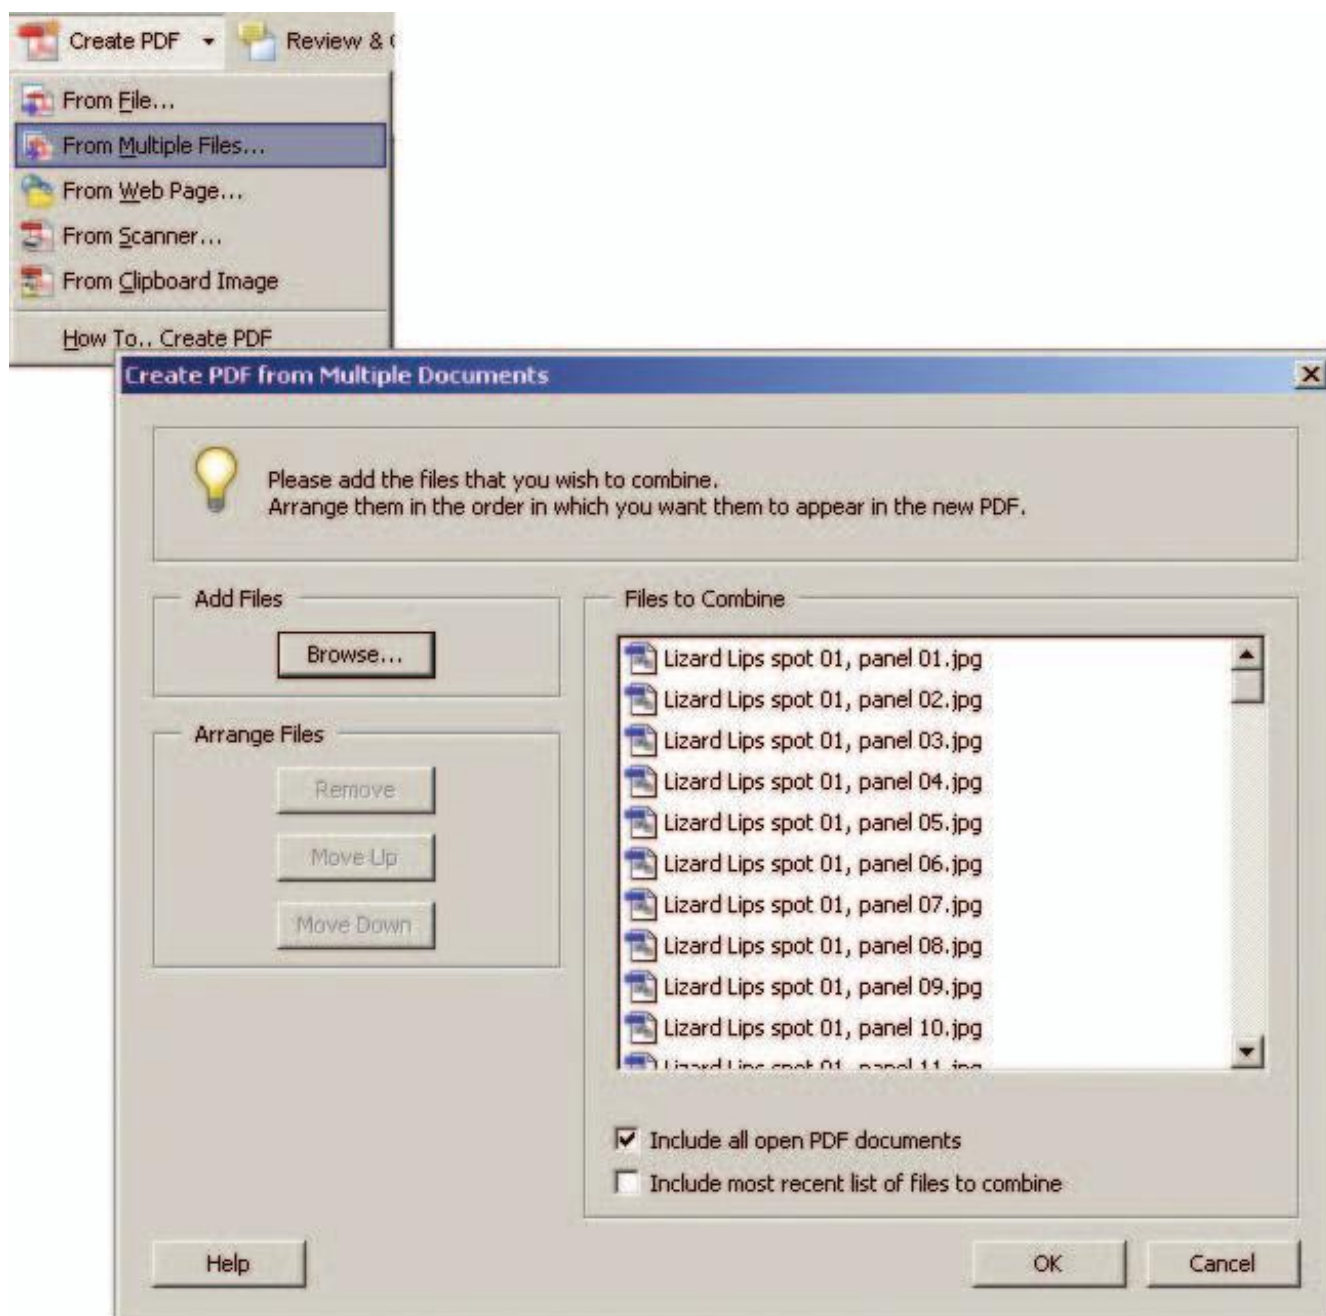 Create PDF Review & 
From File...
From Multiple Files...
From Web Page...
From Scanner...
From Clipboard Image
How To.. Create PDF
Create PDF from Multiple Documents
Please add the files that you wish to combine.
Arrange them in the order in which you want them to appear in the new PDF.
Add Files
Browse...
Arrange Files
Remove
Move Up
Move Down
Files to Combine
Lizard Lips spot 01, panel 01.jpg
Lizard Lips spot 01, panel 02.jpg
Lizard Lips spot 01, panel 03.jpg
Lizard Lips spot 01, panel 04.jpg
Lizard Lips spot 01, panel 05.jpg
Lizard Lips spot 01, panel 06.jpg
Lizard Lips spot 01, panel 07.jpg
Lizard Lips spot 01, panel 08.jpg
Lizard Lips spot 01, panel 09.jpg
Lizard Lips spot 01, panel 10.jpg
Lizard Lips spot 01, panel 11.jpg
Include all open PDF documents
Include most recent list of files to combine
Help
OK
Cancel